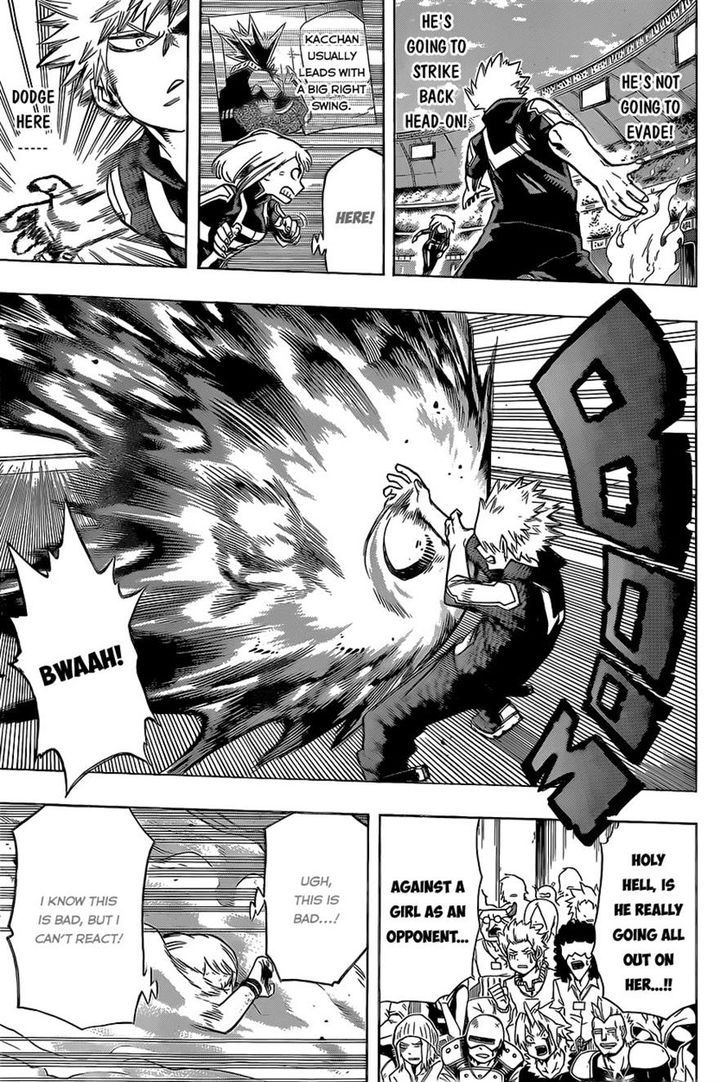 HE'S
GOING TO
STRIKE
BACK
HEAD-ON!
HE'S NOT
GOING TO
EVADE!
KACCHAN
USUALLY
LEADS WITH
A BIG RIGHT
SWING.
HERE!
DODGE
HERE
......
BOOM
BWAAH!
HOLY
HELL, IS
HE REALLY
GOING ALL
OUT ON
HER...!!
AGAINST A
GIRL AS AN
OPPONENT...
UGH,
THIS IS
BAD...!
I KNOW THIS
IS BAD, BUT I
CAN'T REACT!